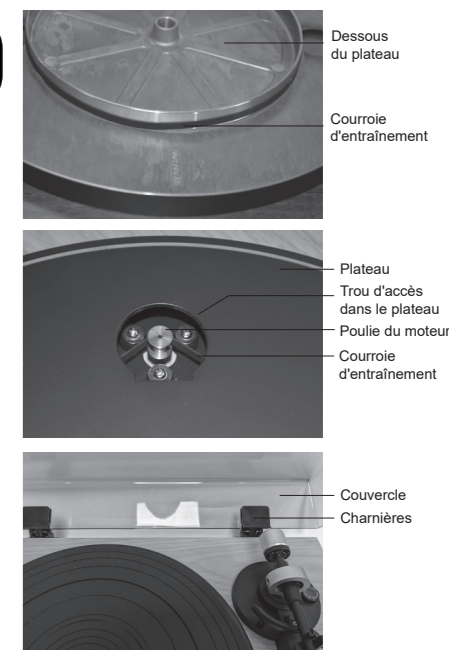 Dessous
du plateau
Courroie
d'entraînement
Plateau
Trou d'accès
dans le plateau
Poulie du moteur
Courroie
d'entraînement
Couvercle
Charnières